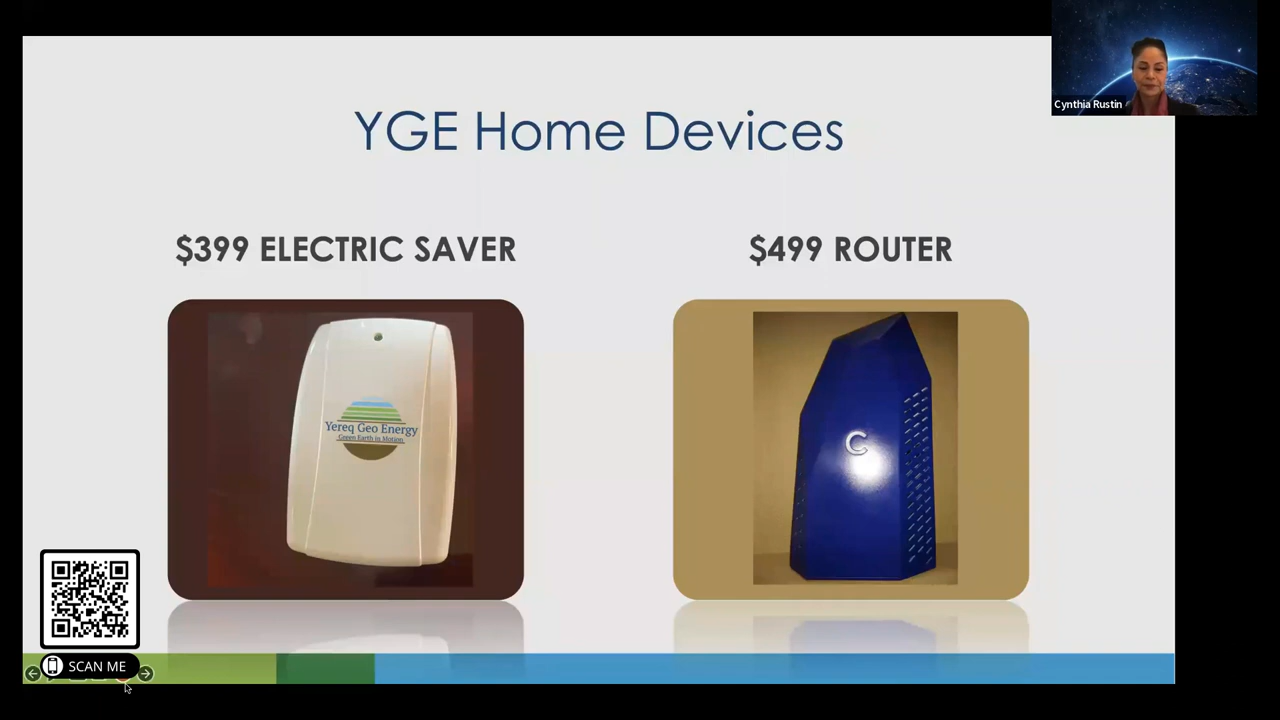 Cynthia Rustin
YGE Home Devices
$399 ELECTRIC SAVER
$499 ROUTER
Yereq Geo Energy
Green Earth in Motion
C
SCAN ME